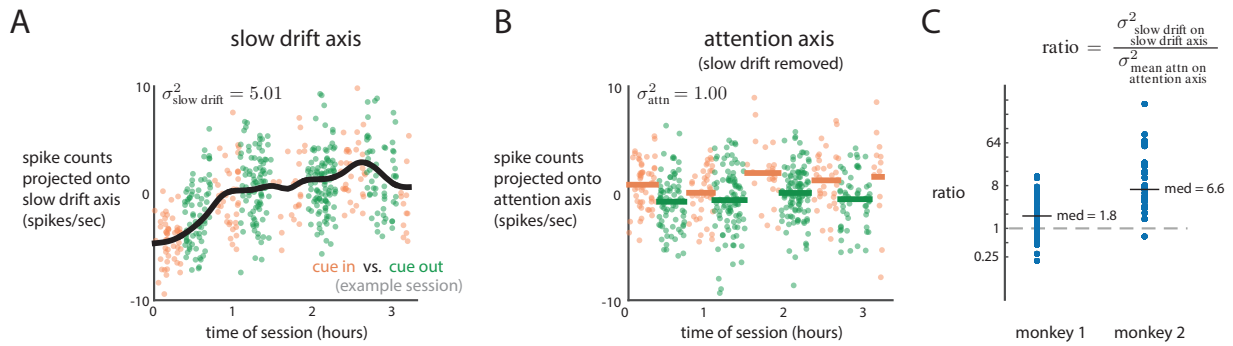 A
slow drift axis
σ²slow drift = 5.01
10
0
-10
spike counts
projected onto
slow drift axis
(spikes/sec)
cue in vs. cue out
(example session)
0 1 2 3
time of session (hours)
B
attention axis
(slow drift removed)
σ²attn = 1.00
10
0
-10
spike counts
projected onto
attention axis
(spikes/sec)
0 1 2 3
time of session (hours)
C
ratio = σ²slow drift on slow drift axis / σ²mean attn on attention axis
64
8
1
0.25
ratio
med = 1.8
med = 6.6
monkey 1 monkey 2